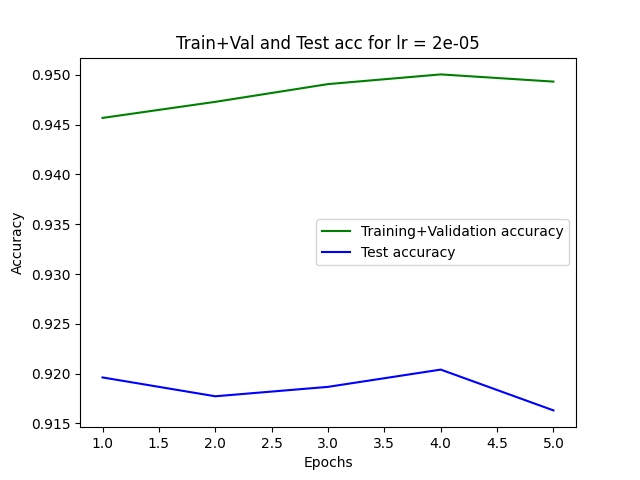 Train+Val and Test acc for lr = 2e-05
0.950
0.945
0.940
0.935
0.930
0.925
0.920
0.915
Accuracy
Training+Validation accuracy
Test accuracy
1.0 1.5 2.0 2.5 3.0 3.5 4.0 4.5 5.0
Epochs